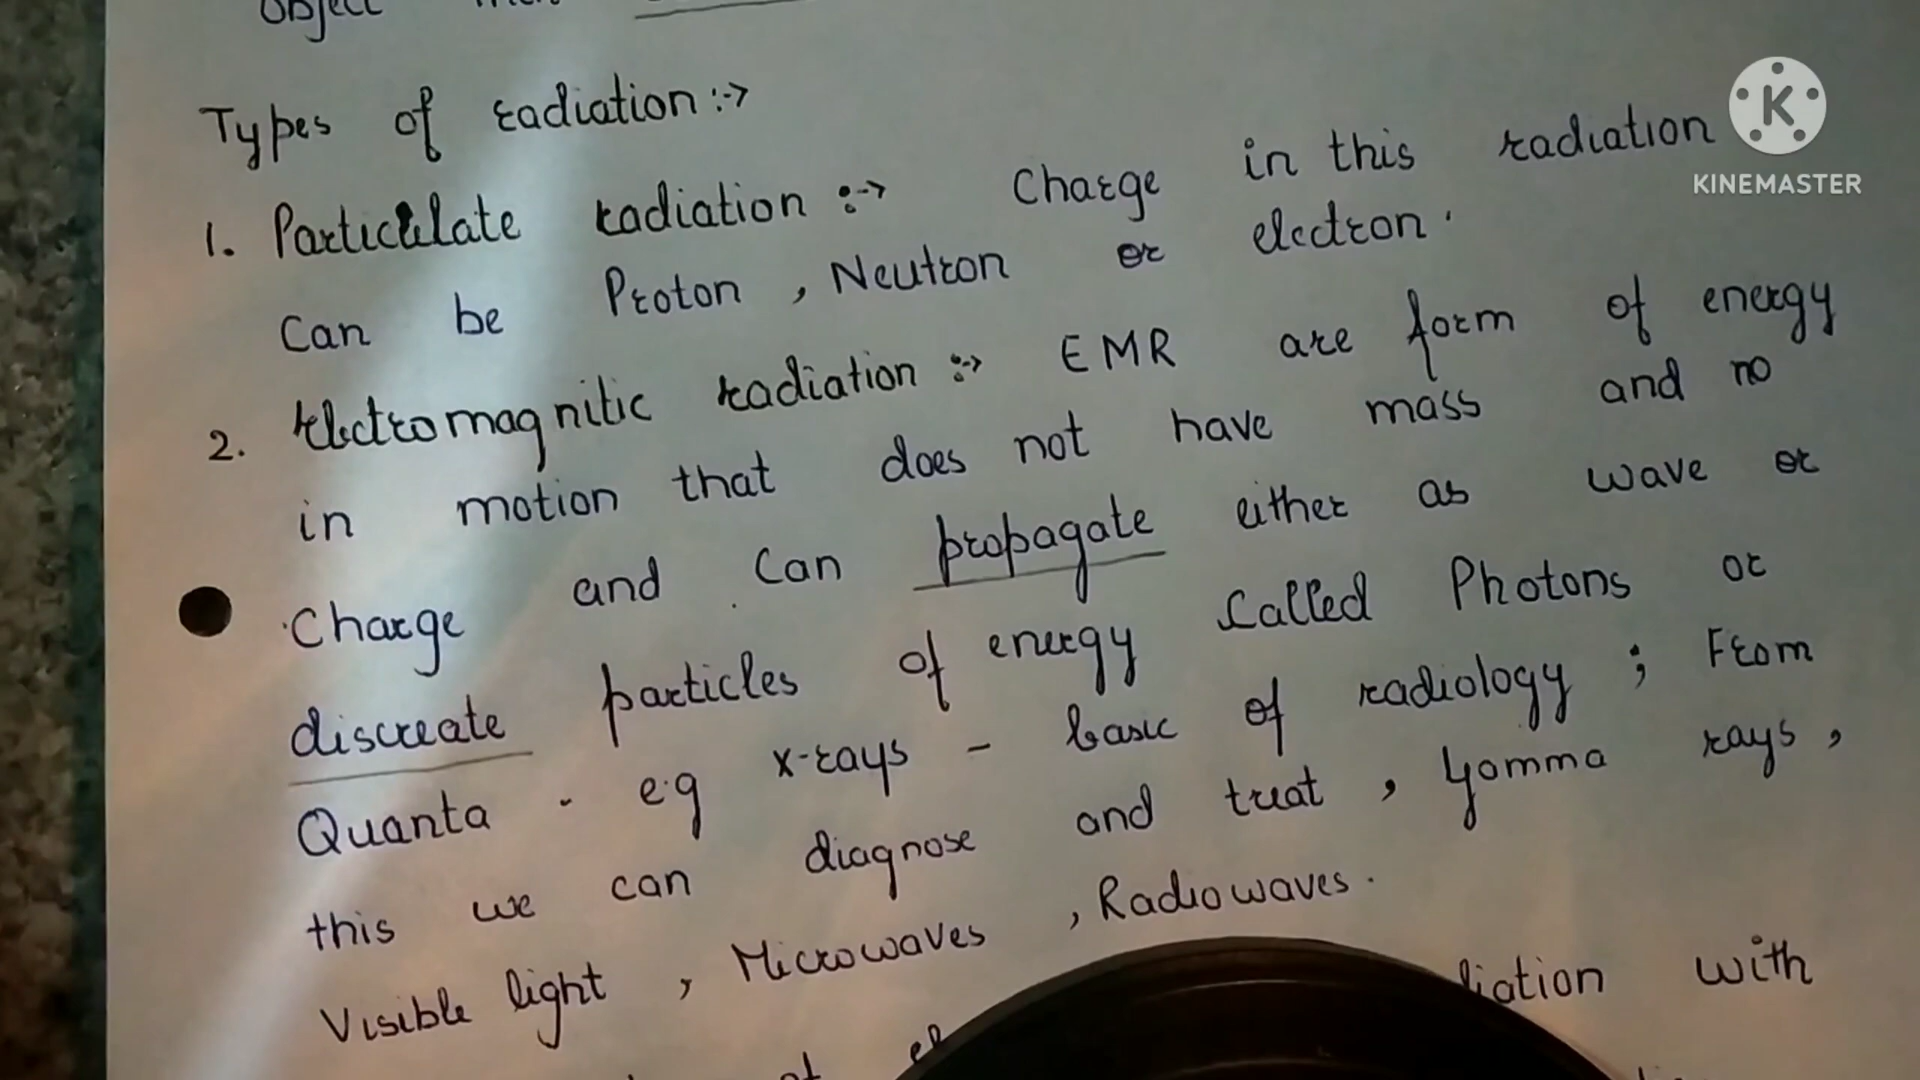 Object
Types of radiation :->
1. Particulate radiation :-> Charge in this radiation
can be Proton , Neutron or electron .
2. Electromagnitic radiation :-> EMR are form of energy
in motion that does not have mass and no
Charge and can propagate either as wave or
discreate particles of energy called Photons or
Quanta . e.g x-rays - basic of radiology ; From
this we can diagnose and treat , Gomma rays ,
Visible light , Microwaves , Radiowaves .
with
KINEMASTER